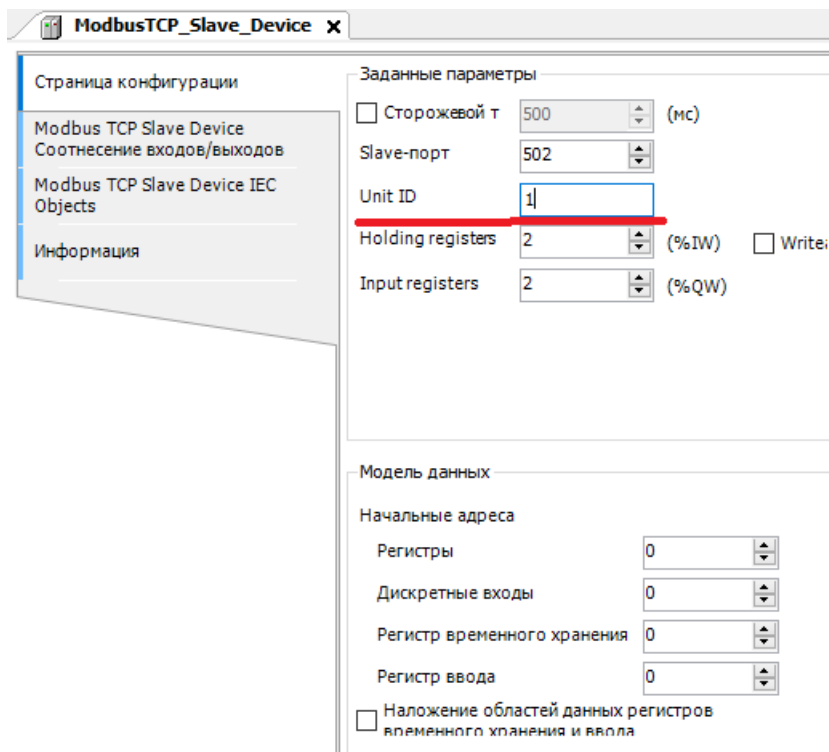 ModbusTCP_Slave_Device x
Страница конфигурации
Modbus TCP Slave Device
Соотнесение входов/выходов
Modbus TCP Slave Device IEC
Objects
Информация
Заданные параметры
Сторожевой т 500 (мс)
Slave-порт 502
Unit ID 1
Holding registers 2 (%IW) Write
Input registers 2 (%QW)
Модель данных
Начальные адреса
Регистры 0
Дискретные входы 0
Регистр временного хранения 0
Регистр ввода 0
Наложение областей данных регистров
временного хранения и ввода